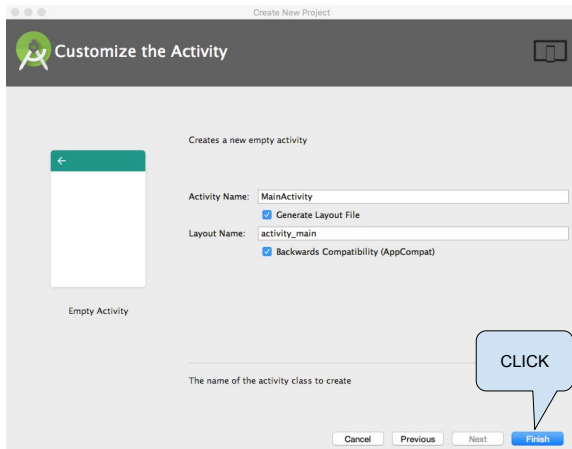 Create New Project
Customize the Activity
Creates a new empty activity
Activity Name: MainActivity
Generate Layout File
Layout Name: activity_main
Backwards Compatibility (AppCompat)
Empty Activity
The name of the activity class to create
CLICK
Cancel Previous Next Finish